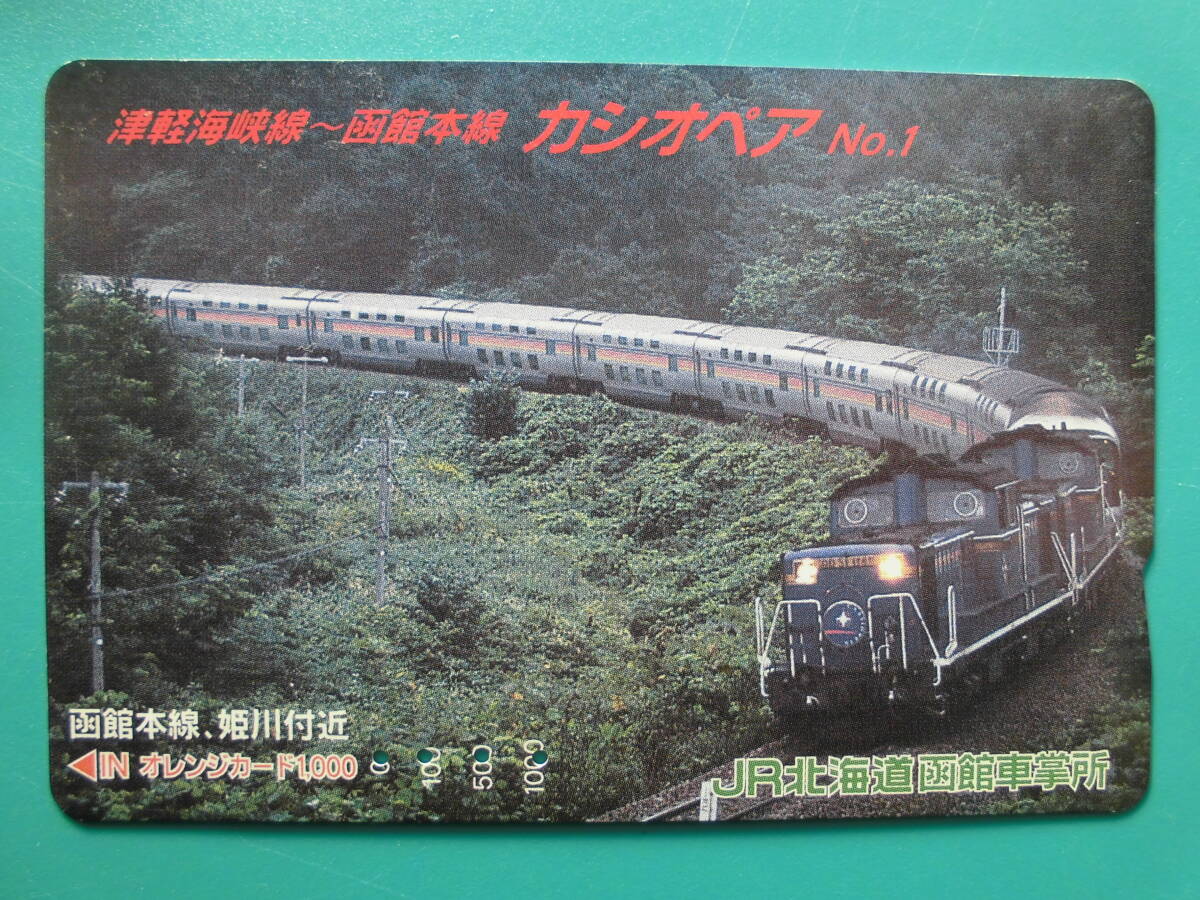 津軽海峡線〜函館本線 カシオペア No.1
函館本線、姫川付近
◀IN オレンジカード1,000 0 100 500 1000
JR北海道 函館車掌所